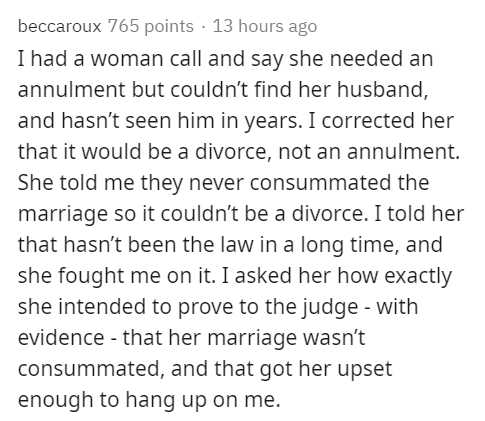 beccaroux 765 points · 13 hours ago
I had a woman call and say she needed an
annulment but couldn’t find her husband,
and hasn’t seen him in years. I corrected her
that it would be a divorce, not an annulment.
She told me they never consummated the
marriage so it couldn’t be a divorce. I told her
that hasn’t been the law in a long time, and
she fought me on it. I asked her how exactly
she intended to prove to the judge - with
evidence - that her marriage wasn’t
consummated, and that got her upset
enough to hang up on me.